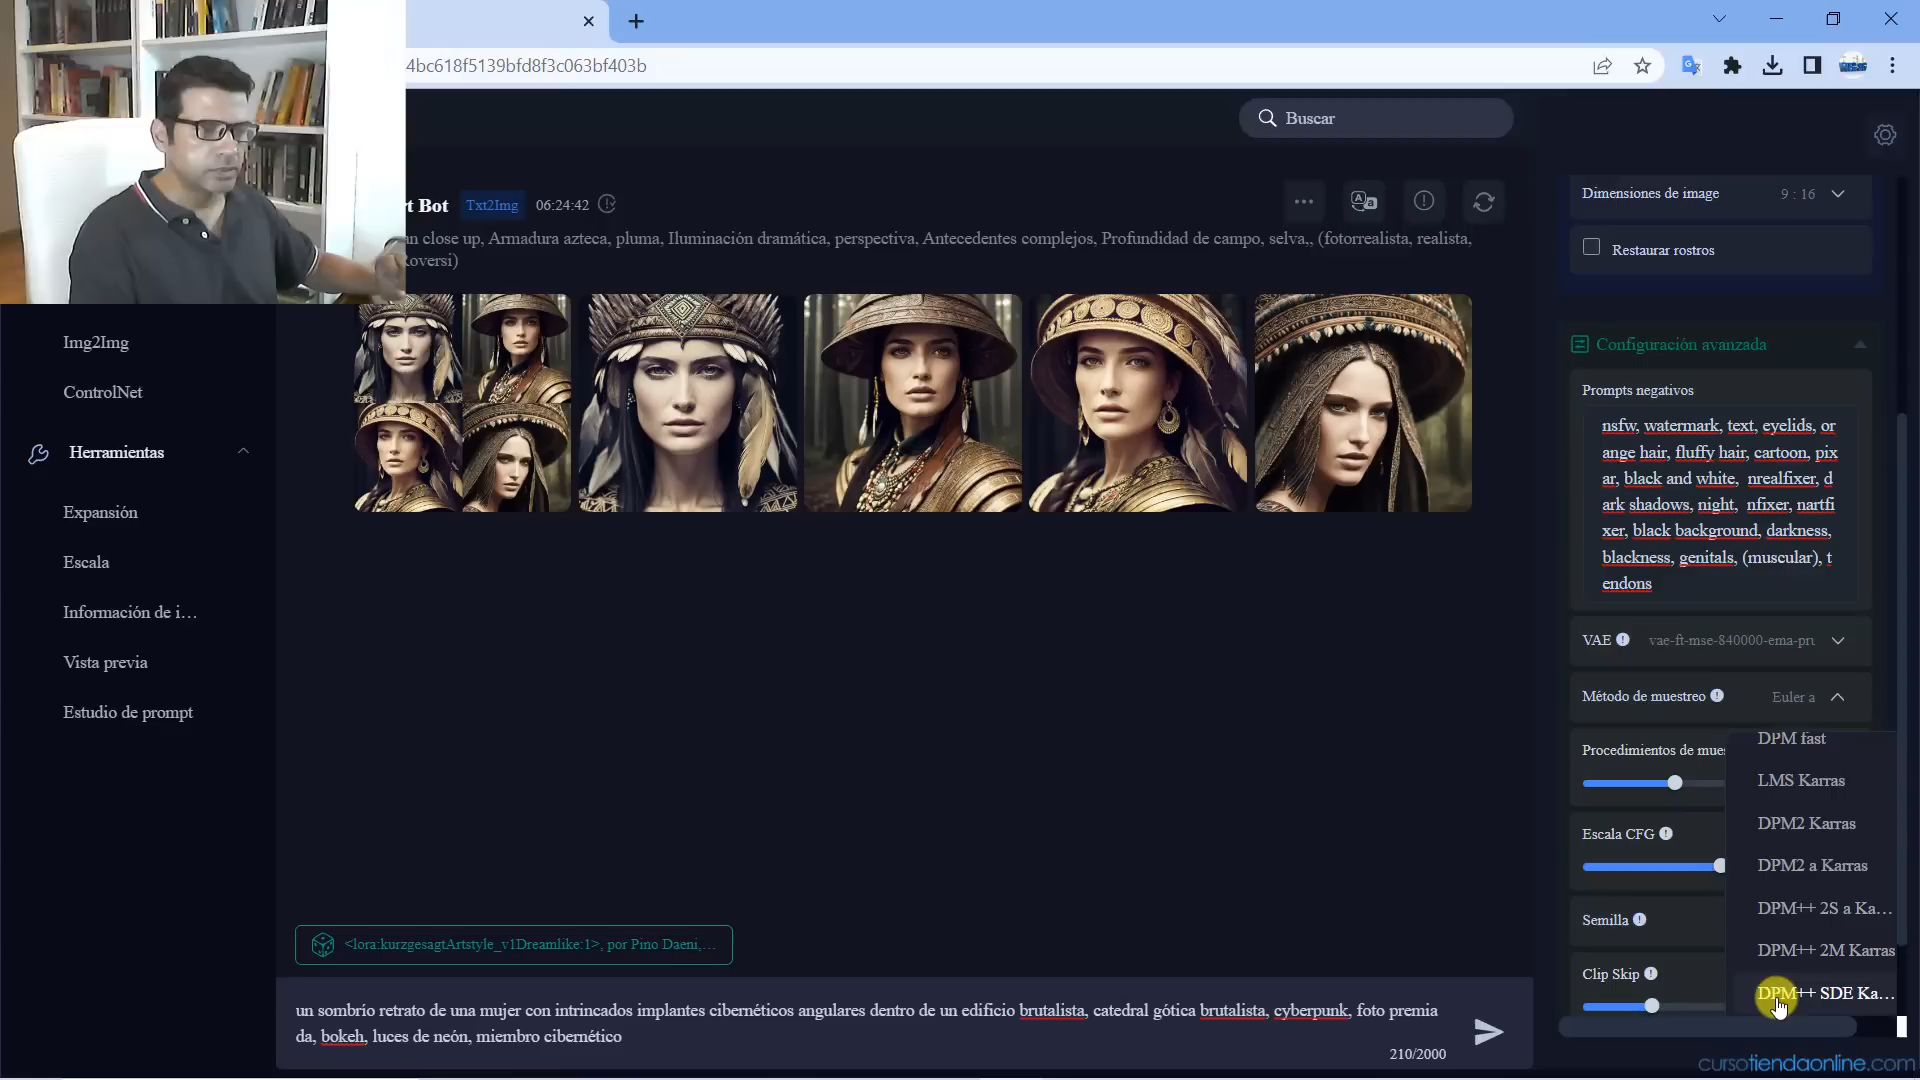 4bc618f5139bfd8f3c063bf403b
Buscar
rt Bot
Txt2Img
06:24:42
an close up, Armadura azteca, pluma, Iluminación dramática, perspectiva, Antecedentes complejos, Profundidad de campo, selva,, (fotorrealista, realista,
Roversi)
Img2Img
ControlNet
Herramientas
Expansión
Escala
Información de i…
Vista previa
Estudio de prompt
<lora:kurzgesagtArtstyle_v1Dreamlike:1>, por Pino Daeni,…
un sombrío retrato de una mujer con intrincados implantes cibernéticos angulares dentro de un edificio brutalista, catedral gótica brutalista, cyberpunk, foto premia
da, bokeh, luces de neón, miembro cibernético
210/2000
Dimensiones de image 9 : 16
Restaurar rostros
Configuración avanzada
Prompts negativos
nsfw, watermark, text, eyelids, or
ange hair, fluffy hair, cartoon, pix
ar, black and white, nrealfixer, d
ark shadows, night, nfixer, nartfi
xer, black background, darkness,
blackness, genitals, (muscular), t
endons
VAE vae-ft-mse-840000-ema-pru
Método de muestreo Euler a
Procedimientos de mues
DPM fast
LMS Karras
DPM2 Karras
DPM2 a Karras
DPM++ 2S a Ka…
DPM++ 2M Karras
DPM++ SDE Ka…
Escala CFG
Semilla
Clip Skip
cursotiendaonline.com